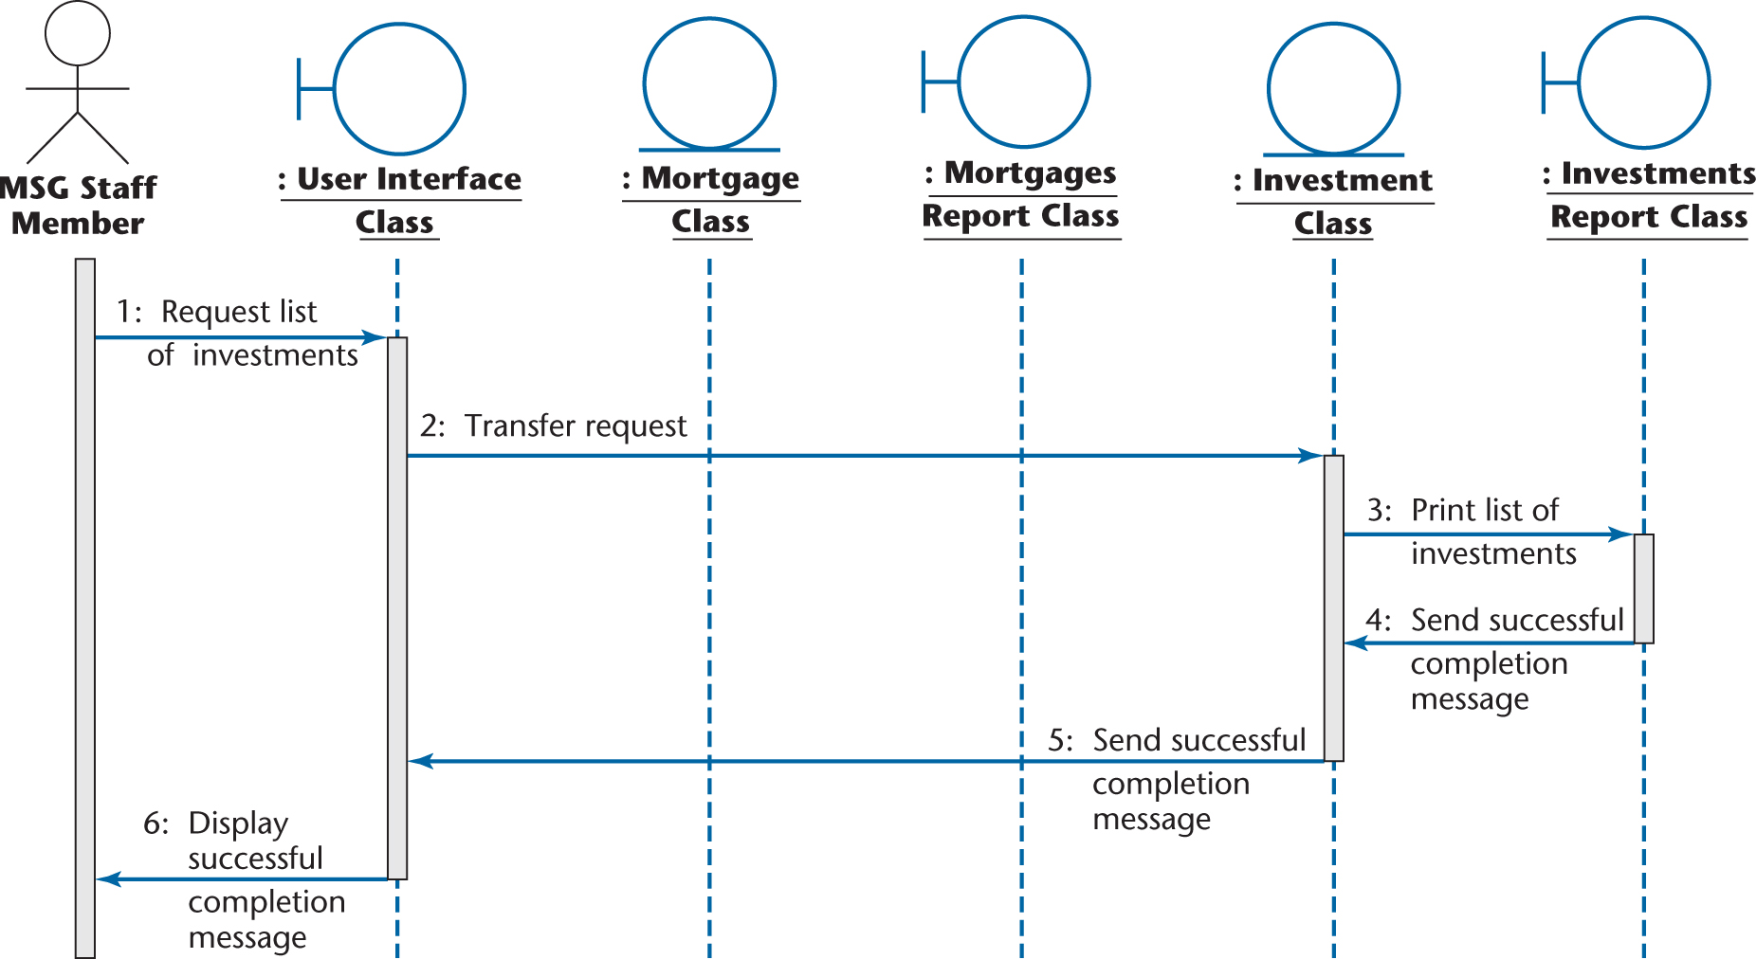 MSG Staff
Member
: User Interface
Class
: Mortgage
Class
: Mortgages
Report Class
: Investment
Class
: Investments
Report Class
1: Request list
of investments
2: Transfer request
3: Print list of
investments
4: Send successful
completion
message
5: Send successful
completion
message
6: Display
successful
completion
message